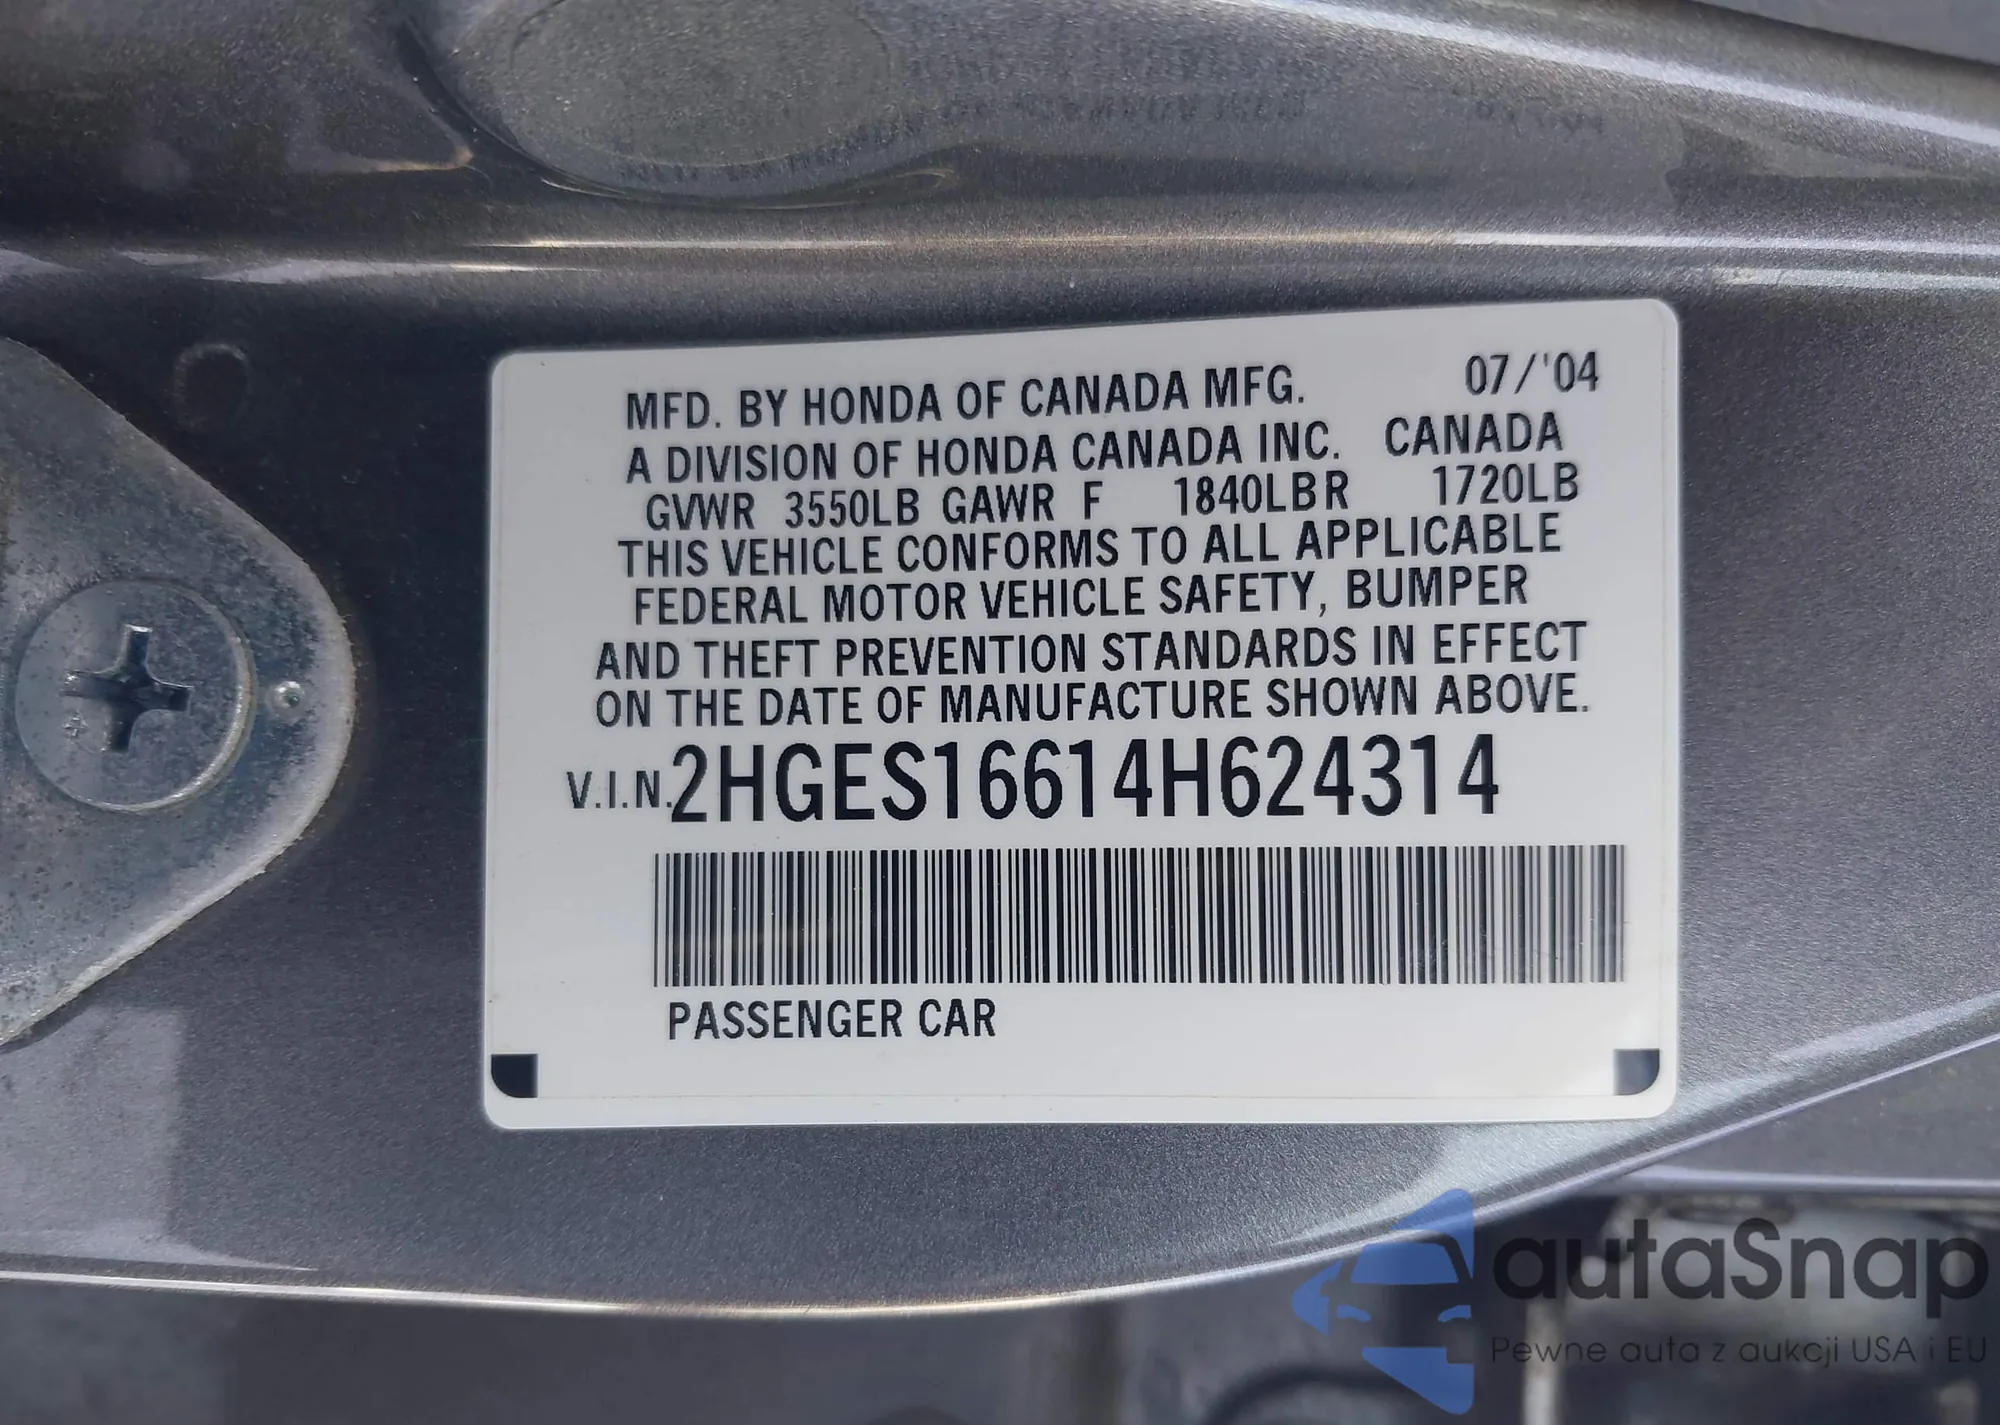 MFD. BY HONDA OF CANADA MFG. 07/'04
A DIVISION OF HONDA CANADA INC. CANADA
GVWR 3550LB GAWR F 1840LB R 1720LB
THIS VEHICLE CONFORMS TO ALL APPLICABLE
FEDERAL MOTOR VEHICLE SAFETY, BUMPER
AND THEFT PREVENTION STANDARDS IN EFFECT
ON THE DATE OF MANUFACTURE SHOWN ABOVE.
V.I.N. 2HGES16614H624314
PASSENGER CAR
autaSnap
Pewne auta z aukcji USA i EU